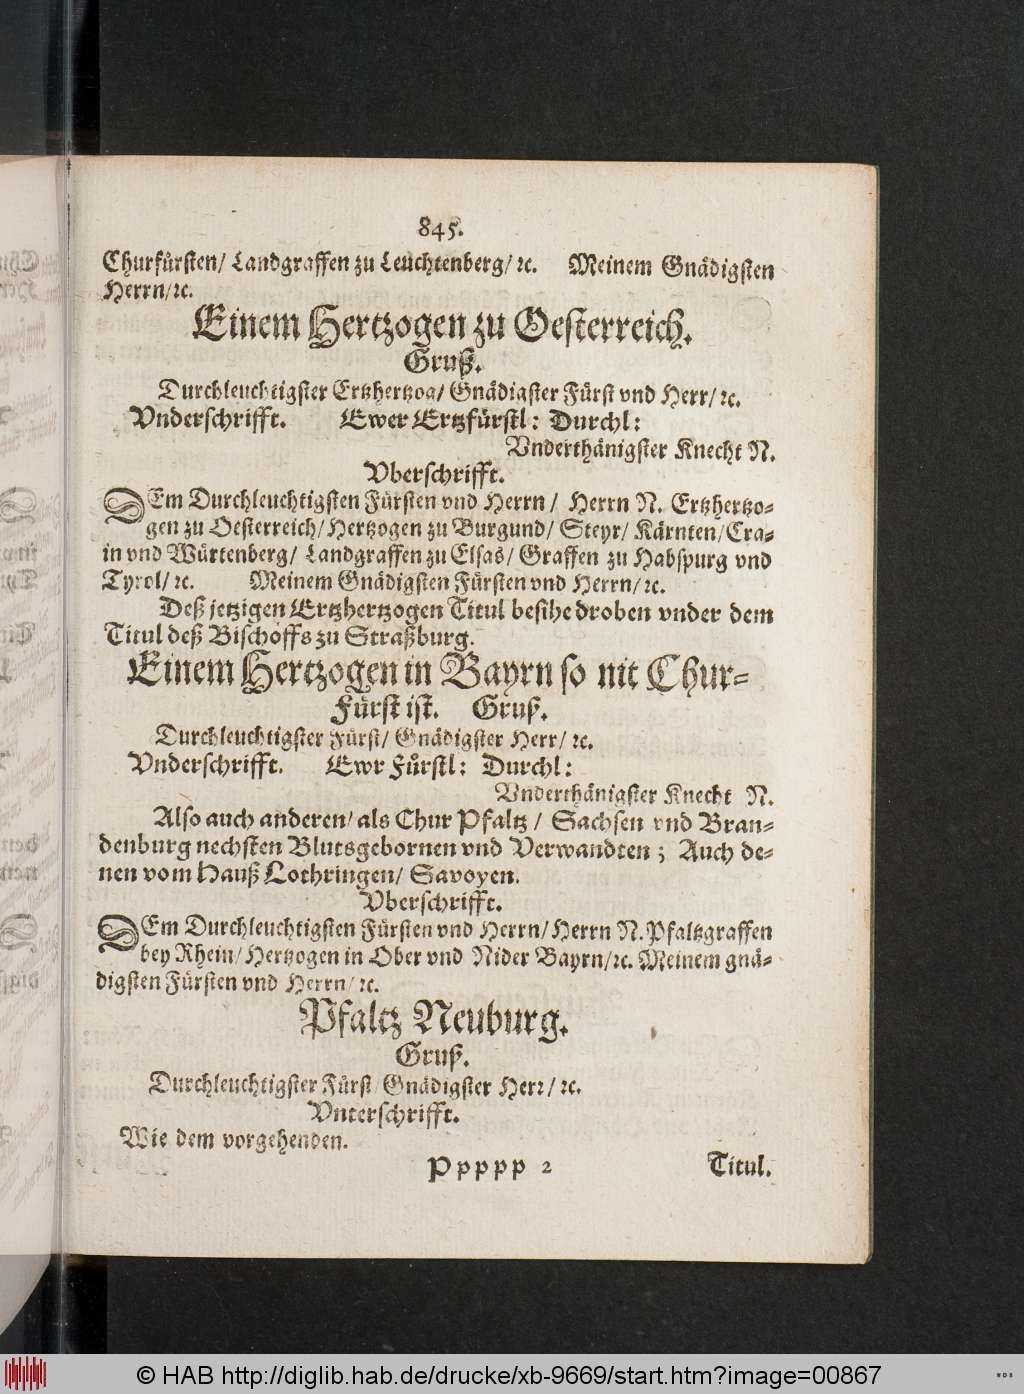 845.
Churfürsten/ Landgraffen zu Leuchtenberg/ ꝛc. Meinem Gnädigsten
Herrn/ꝛc.
Einem Hertzogen zu Oesterreich.
Gruß.
Durchleuchtigster Ertzhertzog/ Gnädigster Fürst vnd Herr/ ꝛc.
Vnderschrifft. Ewer Ertzfürstl: Durchl:
Vnderthänigster Knecht N.
Vberschrifft.
DEm Durchleuchtigsten Fürsten vnd Herrn/ Herrn N. Ertzhertzo-
gen zu Oesterreich/ Hertzogen zu Burgund/ Steyr/ Kärnten/ Cra-
in vnd Würtenberg/ Landgraffen zu Elsas/ Graffen zu Habspurg vnd
Tyrol/ ꝛc. Meinem Gnädigsten Fürsten vnd Herrn/ ꝛc.
Deß jetzigen Ertzhertzogen Titul besihe droben vnder dem
Titul deß Bischoffs zu Straßburg.
Einem Hertzogen in Bayrn so nit Chur-
Fürst ist. Gruß.
Durchleuchtigster Fürst/ Gnädigster Herr/ ꝛc.
Vnderschrifft. Ewr Fürstl: Durchl:
Vnderthänigster Knecht N.
Also auch anderen/ als Chur Pfaltz/ Sachsen vnd Bran-
denburg nechsten Blutsgebornen vnd Verwandten; Auch de-
nen vom Hauß Lothringen/ Savoyen.
Vberschrifft.
DEm Durchleuchtigsten Fürsten vnd Herrn/ Herrn N. Pfaltzgraffen
bey Rhein/ Hertzogen in Ober vnd Nider Bayrn/ꝛc. Meinem gnä-
digsten Fürsten vnd Herrn/ ꝛc.
Pfaltz Neuburg.
Gruß.
Durchleuchtigster Fürst/ Gnädigster Herr/ ꝛc.
Vnterschrifft.
Wie dem vorgehenden.
Ppppp 2 Titul.
© HAB http://diglib.hab.de/drucke/xb-9669/start.htm?image=00867